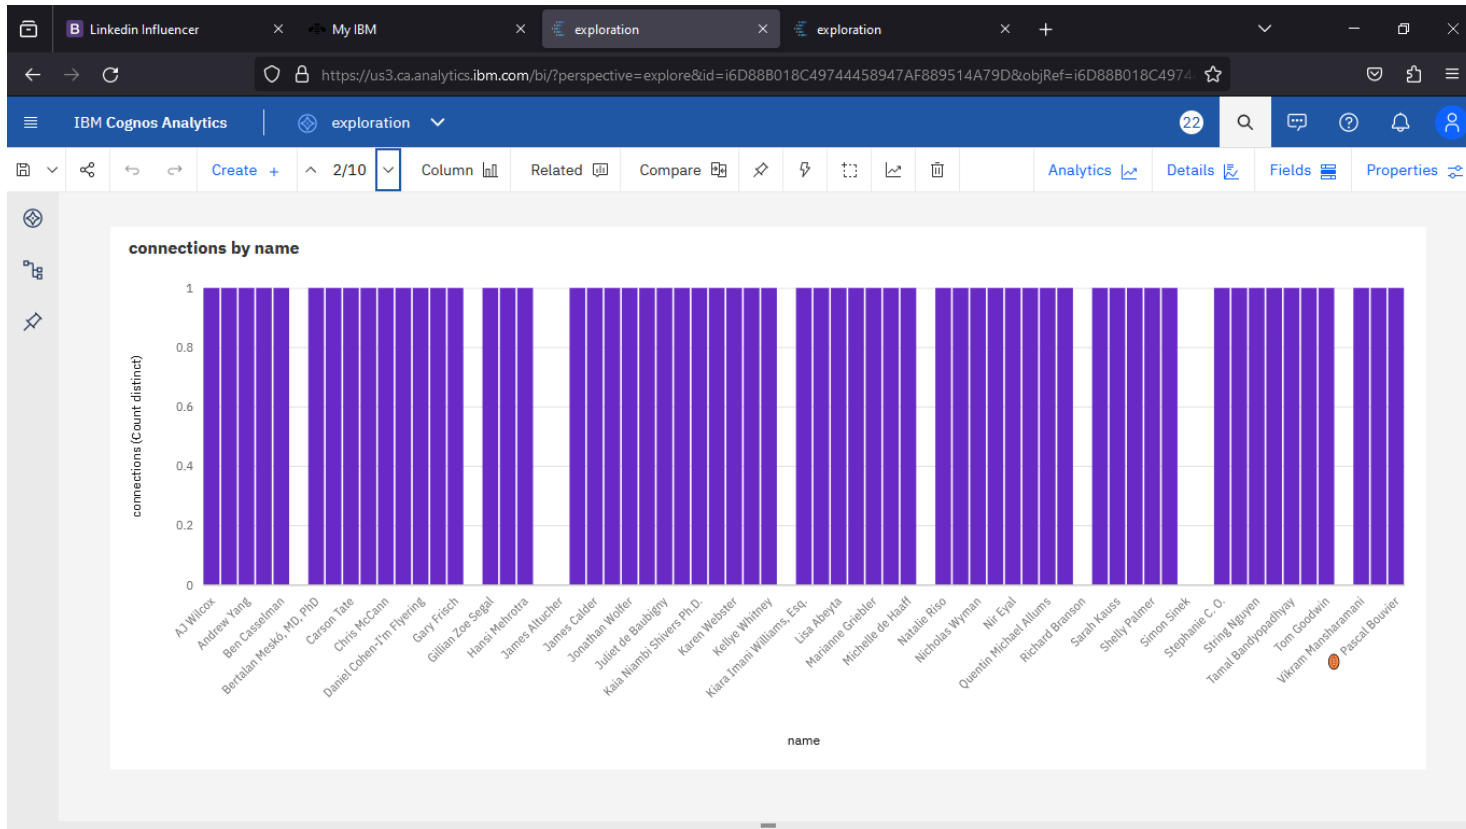 Linkedin Influencer
My IBM
exploration
exploration
https://us3.ca.analytics.ibm.com/bi/?perspective=explore&id=i6D88B018C49744458947AF889514A79D&objRef=i6D88B018C4974
IBM Cognos Analytics
exploration
22
Create +
2/10
Column
Related
Compare
Analytics
Details
Fields
Properties
connections by name
connections (Count distinct)
1
0.8
0.6
0.4
0.2
0
AJ Wilcox
Andrew Yang
Ben Casselman
Bertalan Meskó, MD, PhD
Carson Tate
Chris McCann
Daniel Cohen-I'm Flyering
Gary Frisch
Gillian Zoe Segal
Hansi Mehrotra
James Altucher
James Calder
Jonathan Wolfer
Juliet de Baubigny
Kaia Niambi Shivers Ph.D.
Karen Webster
Kellye Whitney
Kiara Imani Williams, Esq.
Lisa Abeyta
Marianne Griebler
Michelle de Haaff
Natalie Riso
Nicholas Wyman
Nir Eyal
Quentin Michael Allums
Richard Branson
Sarah Kauss
Shelly Palmer
Simon Sinek
Stephanie C. O.
String Nguyen
Tamal Bandyopadhyay
Tom Goodwin
Vikram Mansharamani
Pascal Bouvier
name